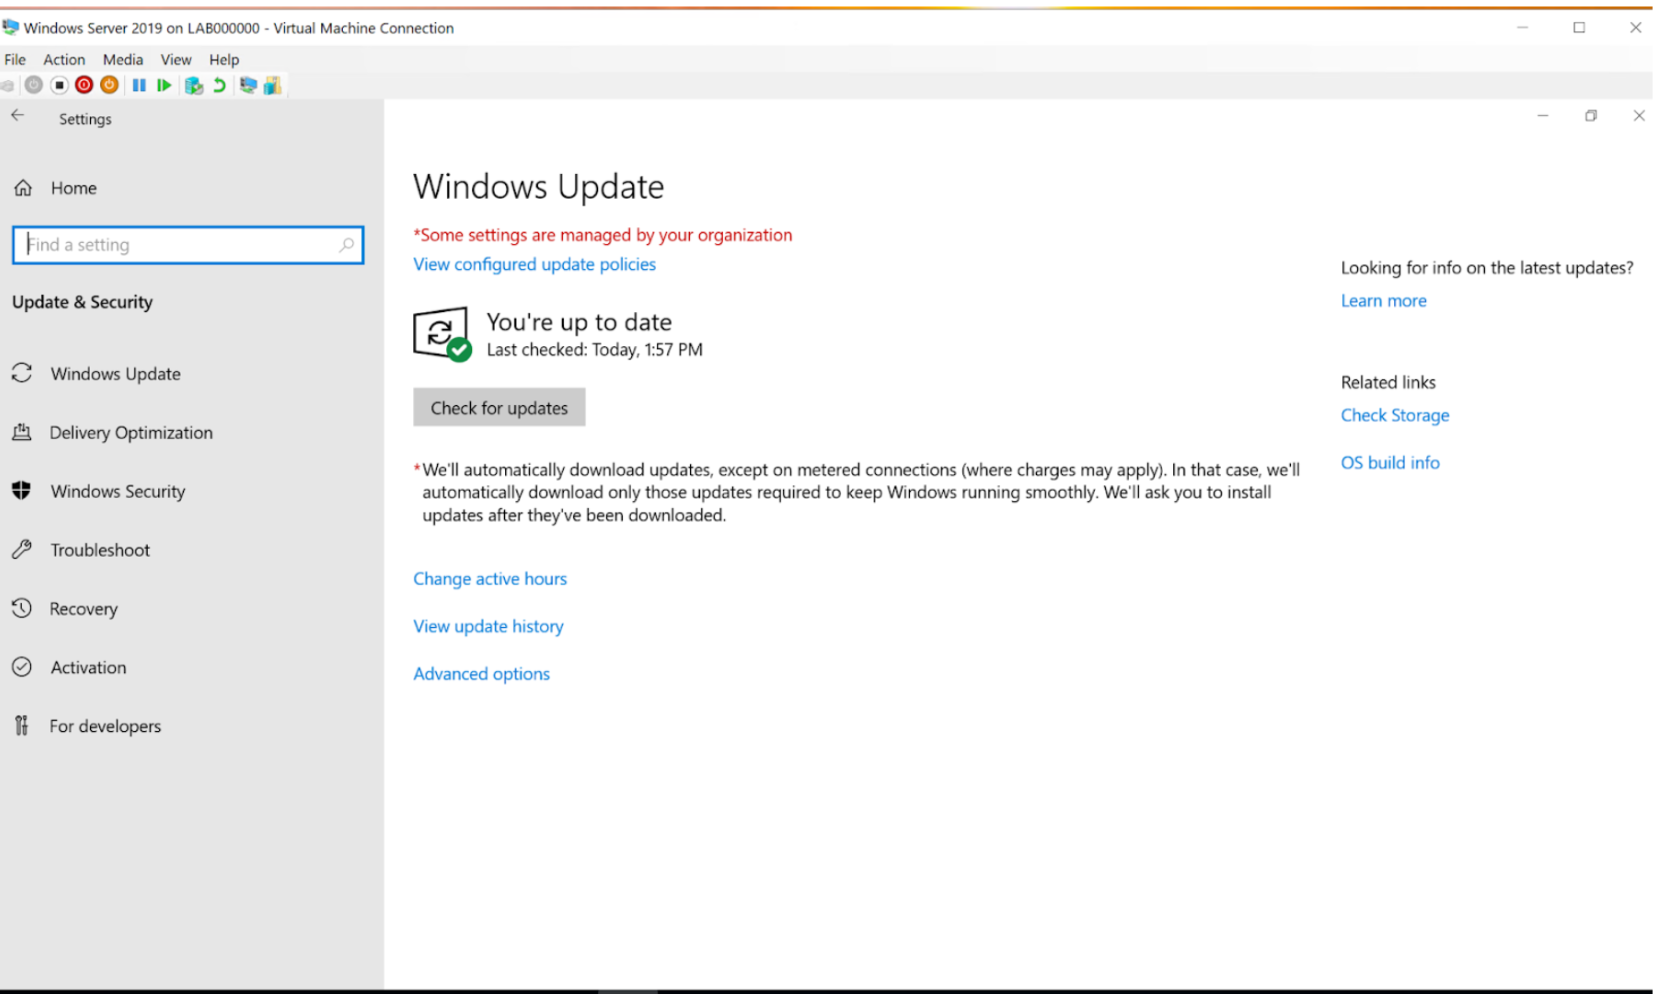 Windows Server 2019 on LAB000000 - Virtual Machine Connection
File Action Media View Help
Settings
Home
Find a setting
Update & Security
Windows Update
Delivery Optimization
Windows Security
Troubleshoot
Recovery
Activation
For developers
Windows Update
*Some settings are managed by your organization
View configured update policies
You're up to date
Last checked: Today, 1:57 PM
Check for updates
*We'll automatically download updates, except on metered connections (where charges may apply). In that case, we'll
automatically download only those updates required to keep Windows running smoothly. We'll ask you to install
updates after they've been downloaded.
Change active hours
View update history
Advanced options
Looking for info on the latest updates?
Learn more
Related links
Check Storage
OS build info